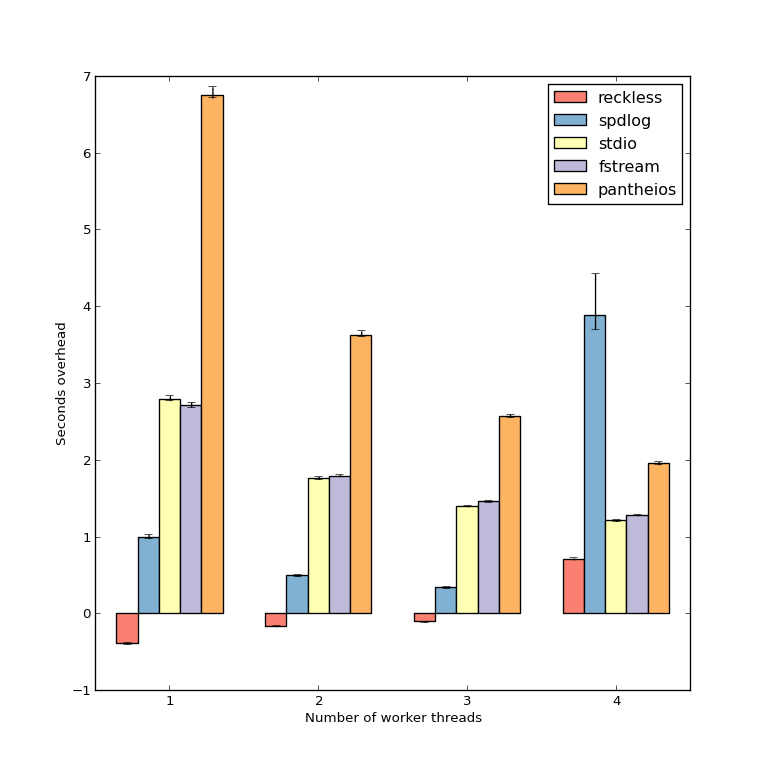 7
6
5
4
3
2
1
0
−1
Seconds overhead
reckless
spdlog
stdio
fstream
pantheios
1 2 3 4
Number of worker threads